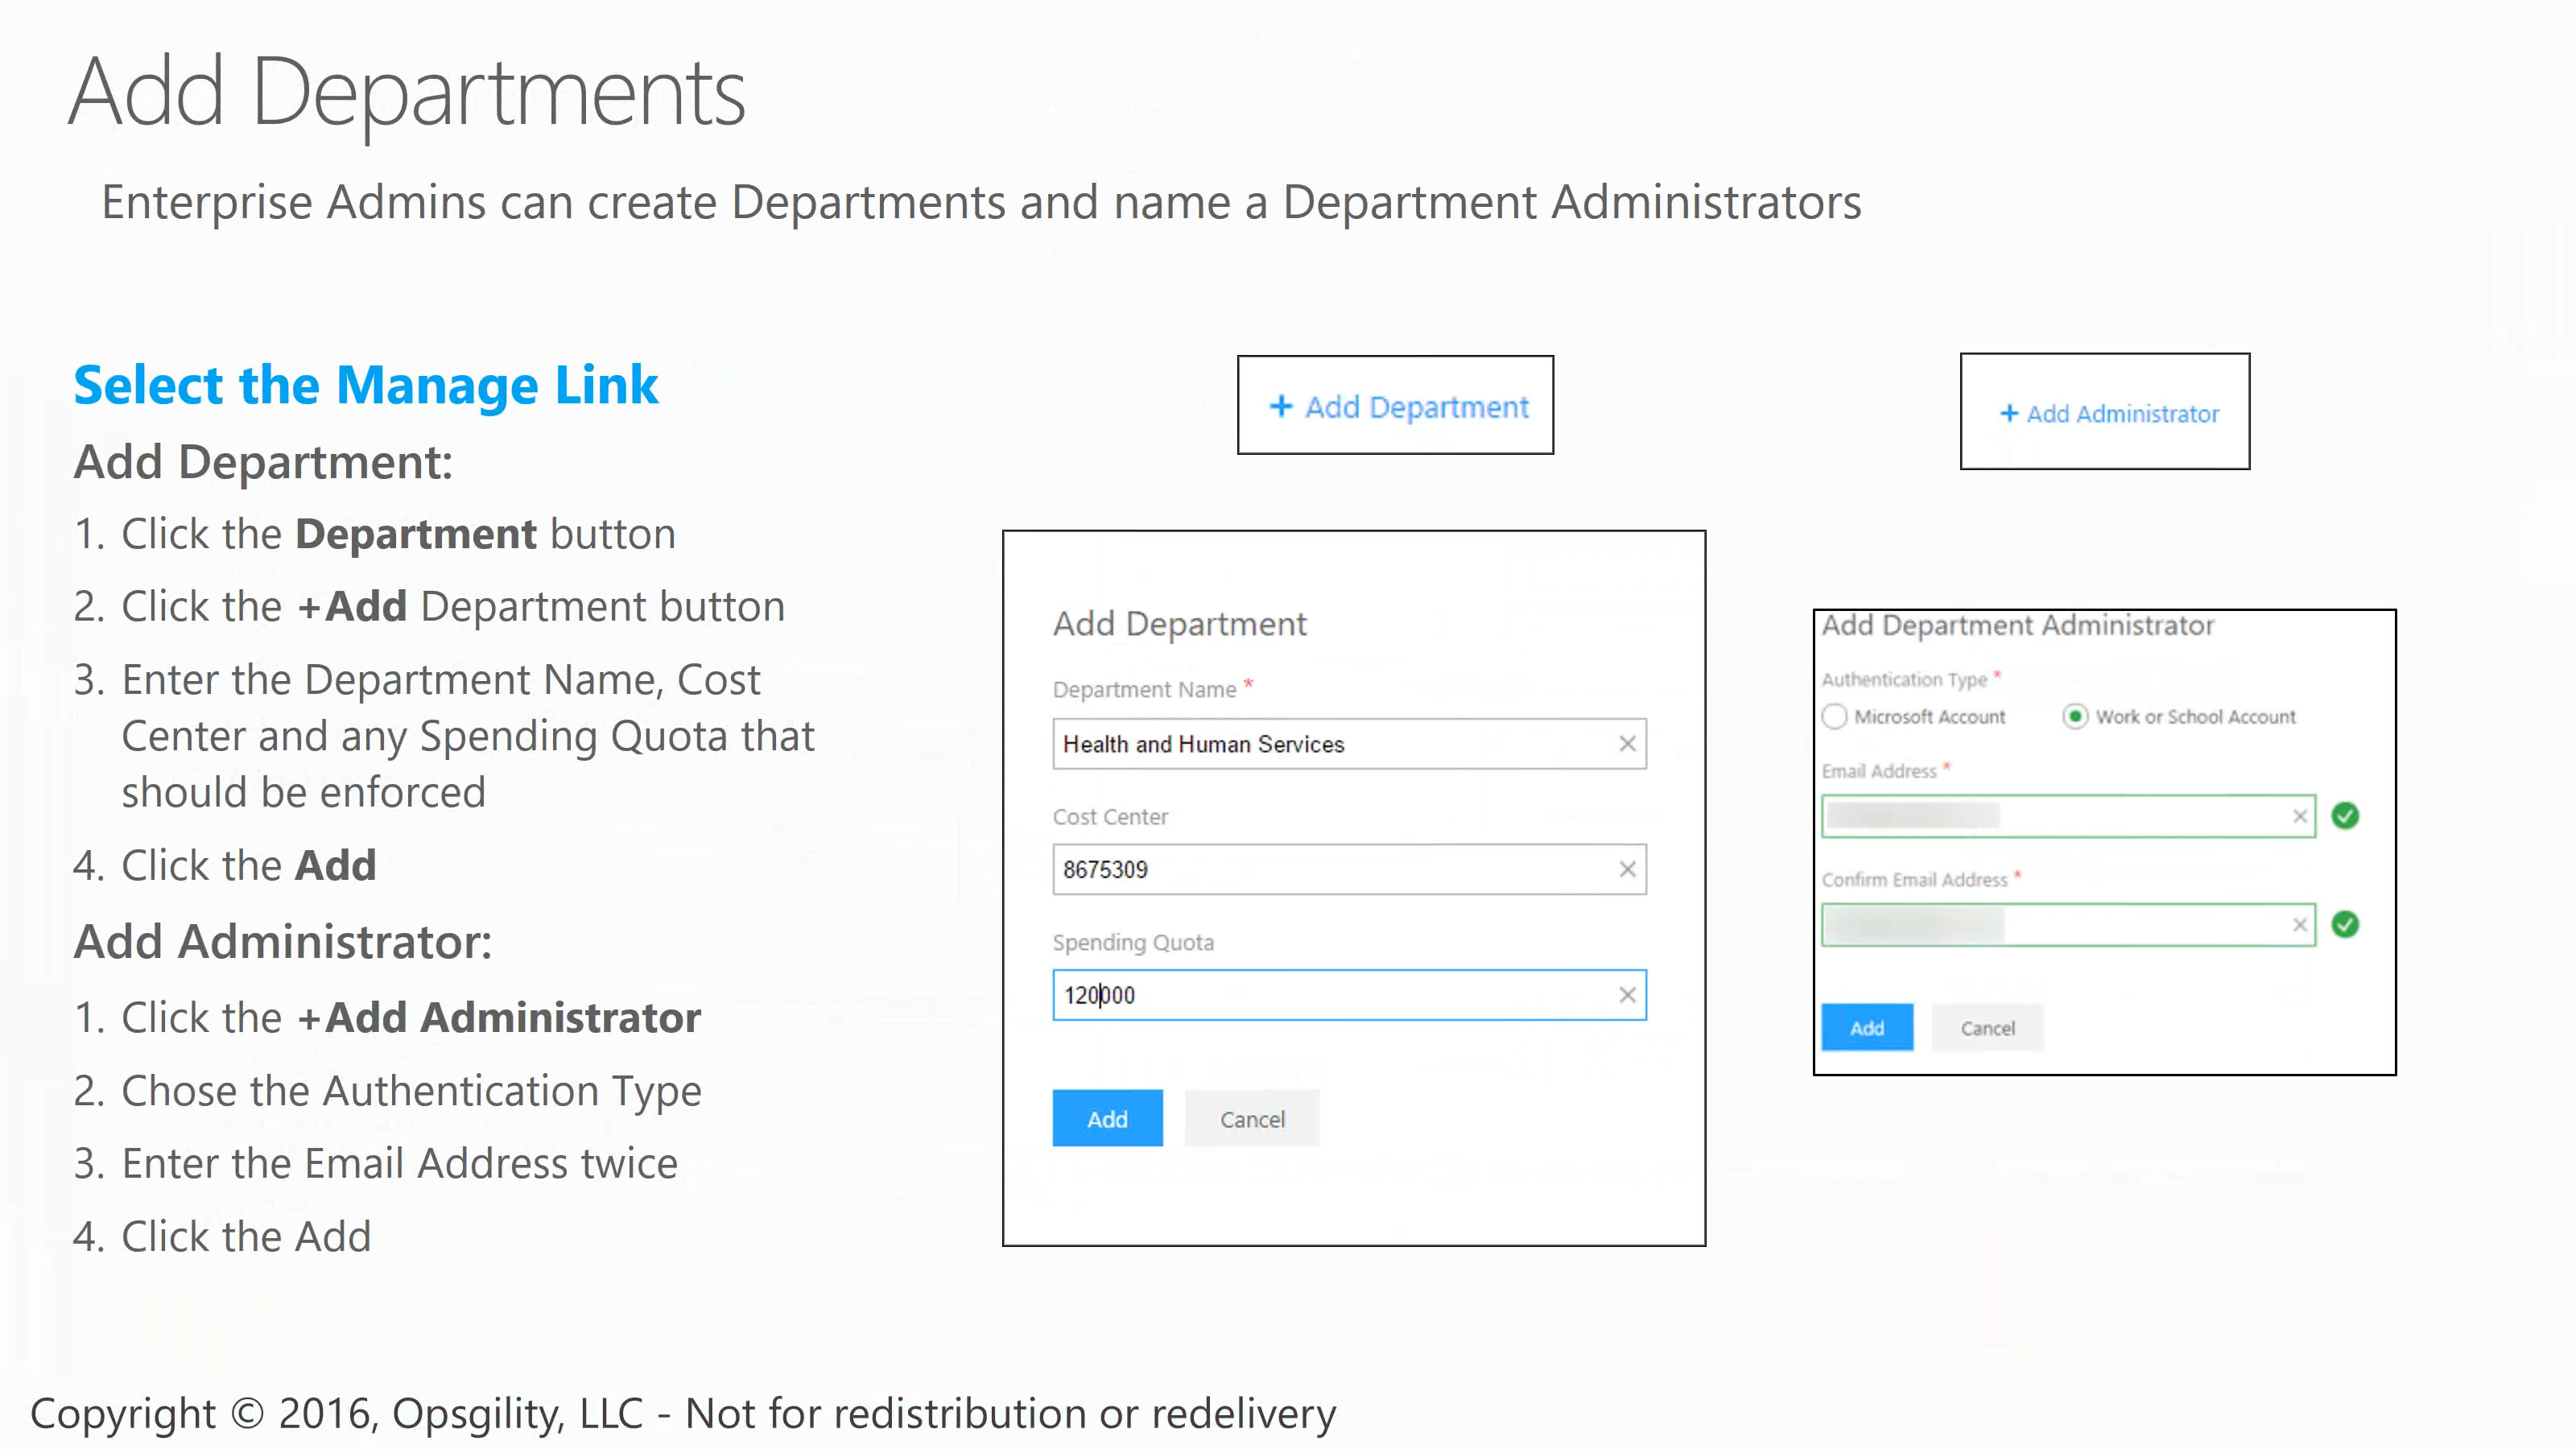 Add Departments
Enterprise Admins can create Departments and name a Department Administrators
Select the Manage Link
Add Department:
1. Click the Department button
2. Click the +Add Department button
3. Enter the Department Name, Cost
Center and any Spending Quota that
should be enforced
4. Click the Add
Add Administrator:
1. Click the +Add Administrator
2. Chose the Authentication Type
3. Enter the Email Address twice
4. Click the Add
+ Add Department
Add Department
Department Name *
Health and Human Services
Cost Center
8675309
Spending Quota
120000
Add Cancel
+ Add Administrator
Add Department Administrator
Authentication Type *
Microsoft Account Work or School Account
Email Address *
Confirm Email Address *
Add Cancel
Copyright © 2016, Opsgility, LLC - Not for redistribution or redelivery